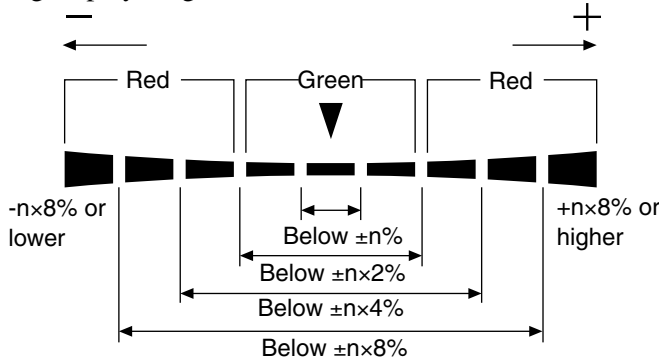 −
+
Red
Green
Red
-n×8% or
lower
+n×8% or
higher
Below ±n%
Below ±n×2%
Below ±n×4%
Below ±n×8%